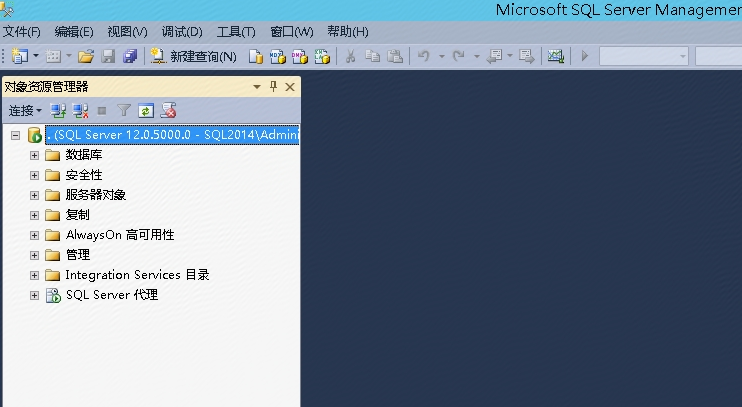 Microsoft SQL Server Managemen
文件(F) 编辑(E) 视图(V) 调试(D) 工具(T) 窗口(W) 帮助(H)
新建查询(N)
对象资源管理器
连接
. (SQL Server 12.0.5000.0 - SQL2014\Admini
数据库
安全性
服务器对象
复制
AlwaysOn 高可用性
管理
Integration Services 目录
SQL Server 代理